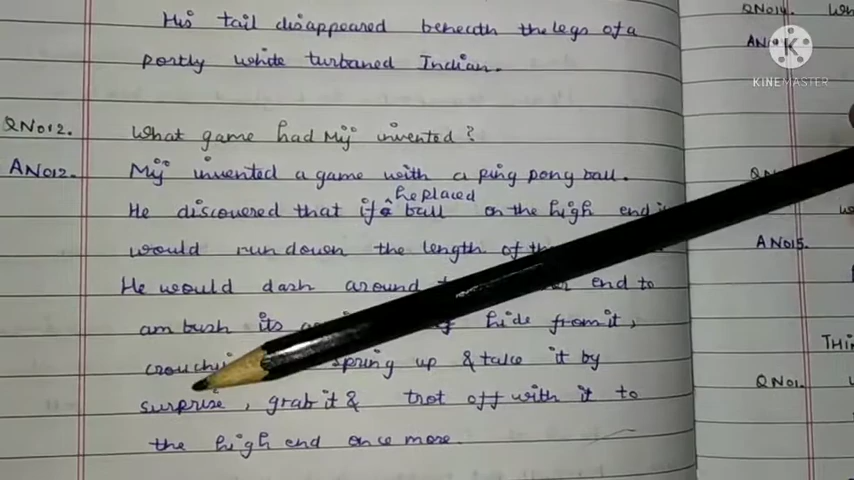 His tail disappeared beneath the legs of a
portly white turbaned Indian.
QNo12. What game had Mij invented?
ANo12. Mij invented a game with a ping pong ball.
he placed
He discovered that if a ball on the high end it
would run down the length of the
He would dash around end to
ambush its hide from it,
spring up & take it by
surprise, grab it & trot off with it to
the high end once more.
QNo14.
ANo15.
QNo1.
KINEMASTER